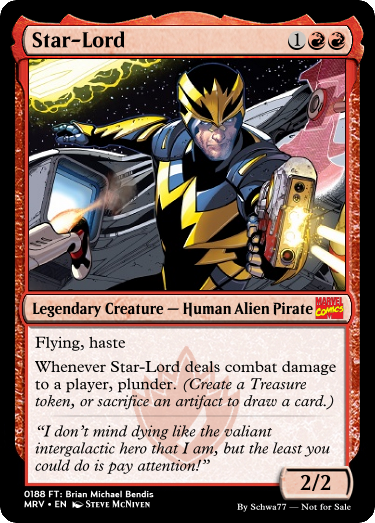 Star-Lord 1
Legendary Creature — Human Alien Pirate MARVEL COMICS
Flying, haste
Whenever Star-Lord deals combat damage
to a player, plunder. (Create a Treasure
token, or sacrifice an artifact to draw a card.)
“I don’t mind dying like the valiant
intergalactic hero that I am, but the least you
could do is pay attention!”
2/2
0188 FT: Brian Michael Bendis
MRV • EN Steve McNiven
By Schwa77 — Not for Sale